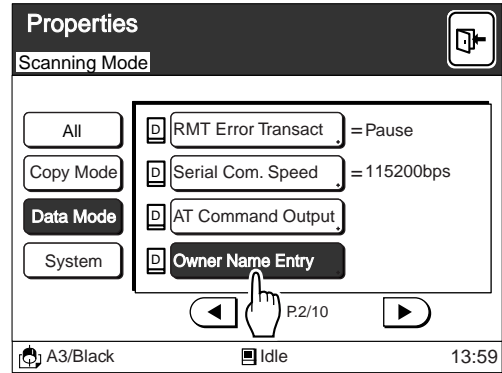 Properties
Scanning Mode
All
D RMT Error Transact =Pause
Copy Mode
D Serial Com. Speed =115200bps
Data Mode
D AT Command Output
System
D Owner Name Entry
P.2/10
A3/Black Idle 13:59